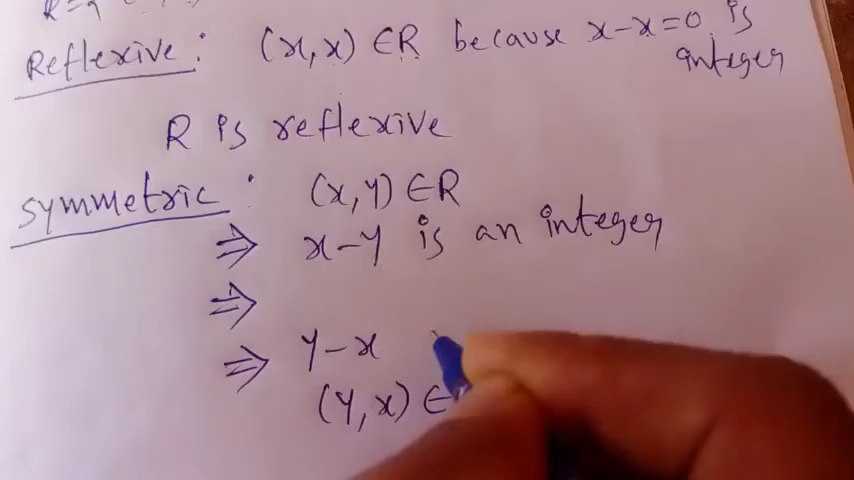 Reflexive: (x,x) ∈ R because x-x=0 is
integer
R is reflexive
Symmetric: (x,y) ∈ R
⇒ x-y is an integer
⇒
⇒ y-x
(y,x) ∈